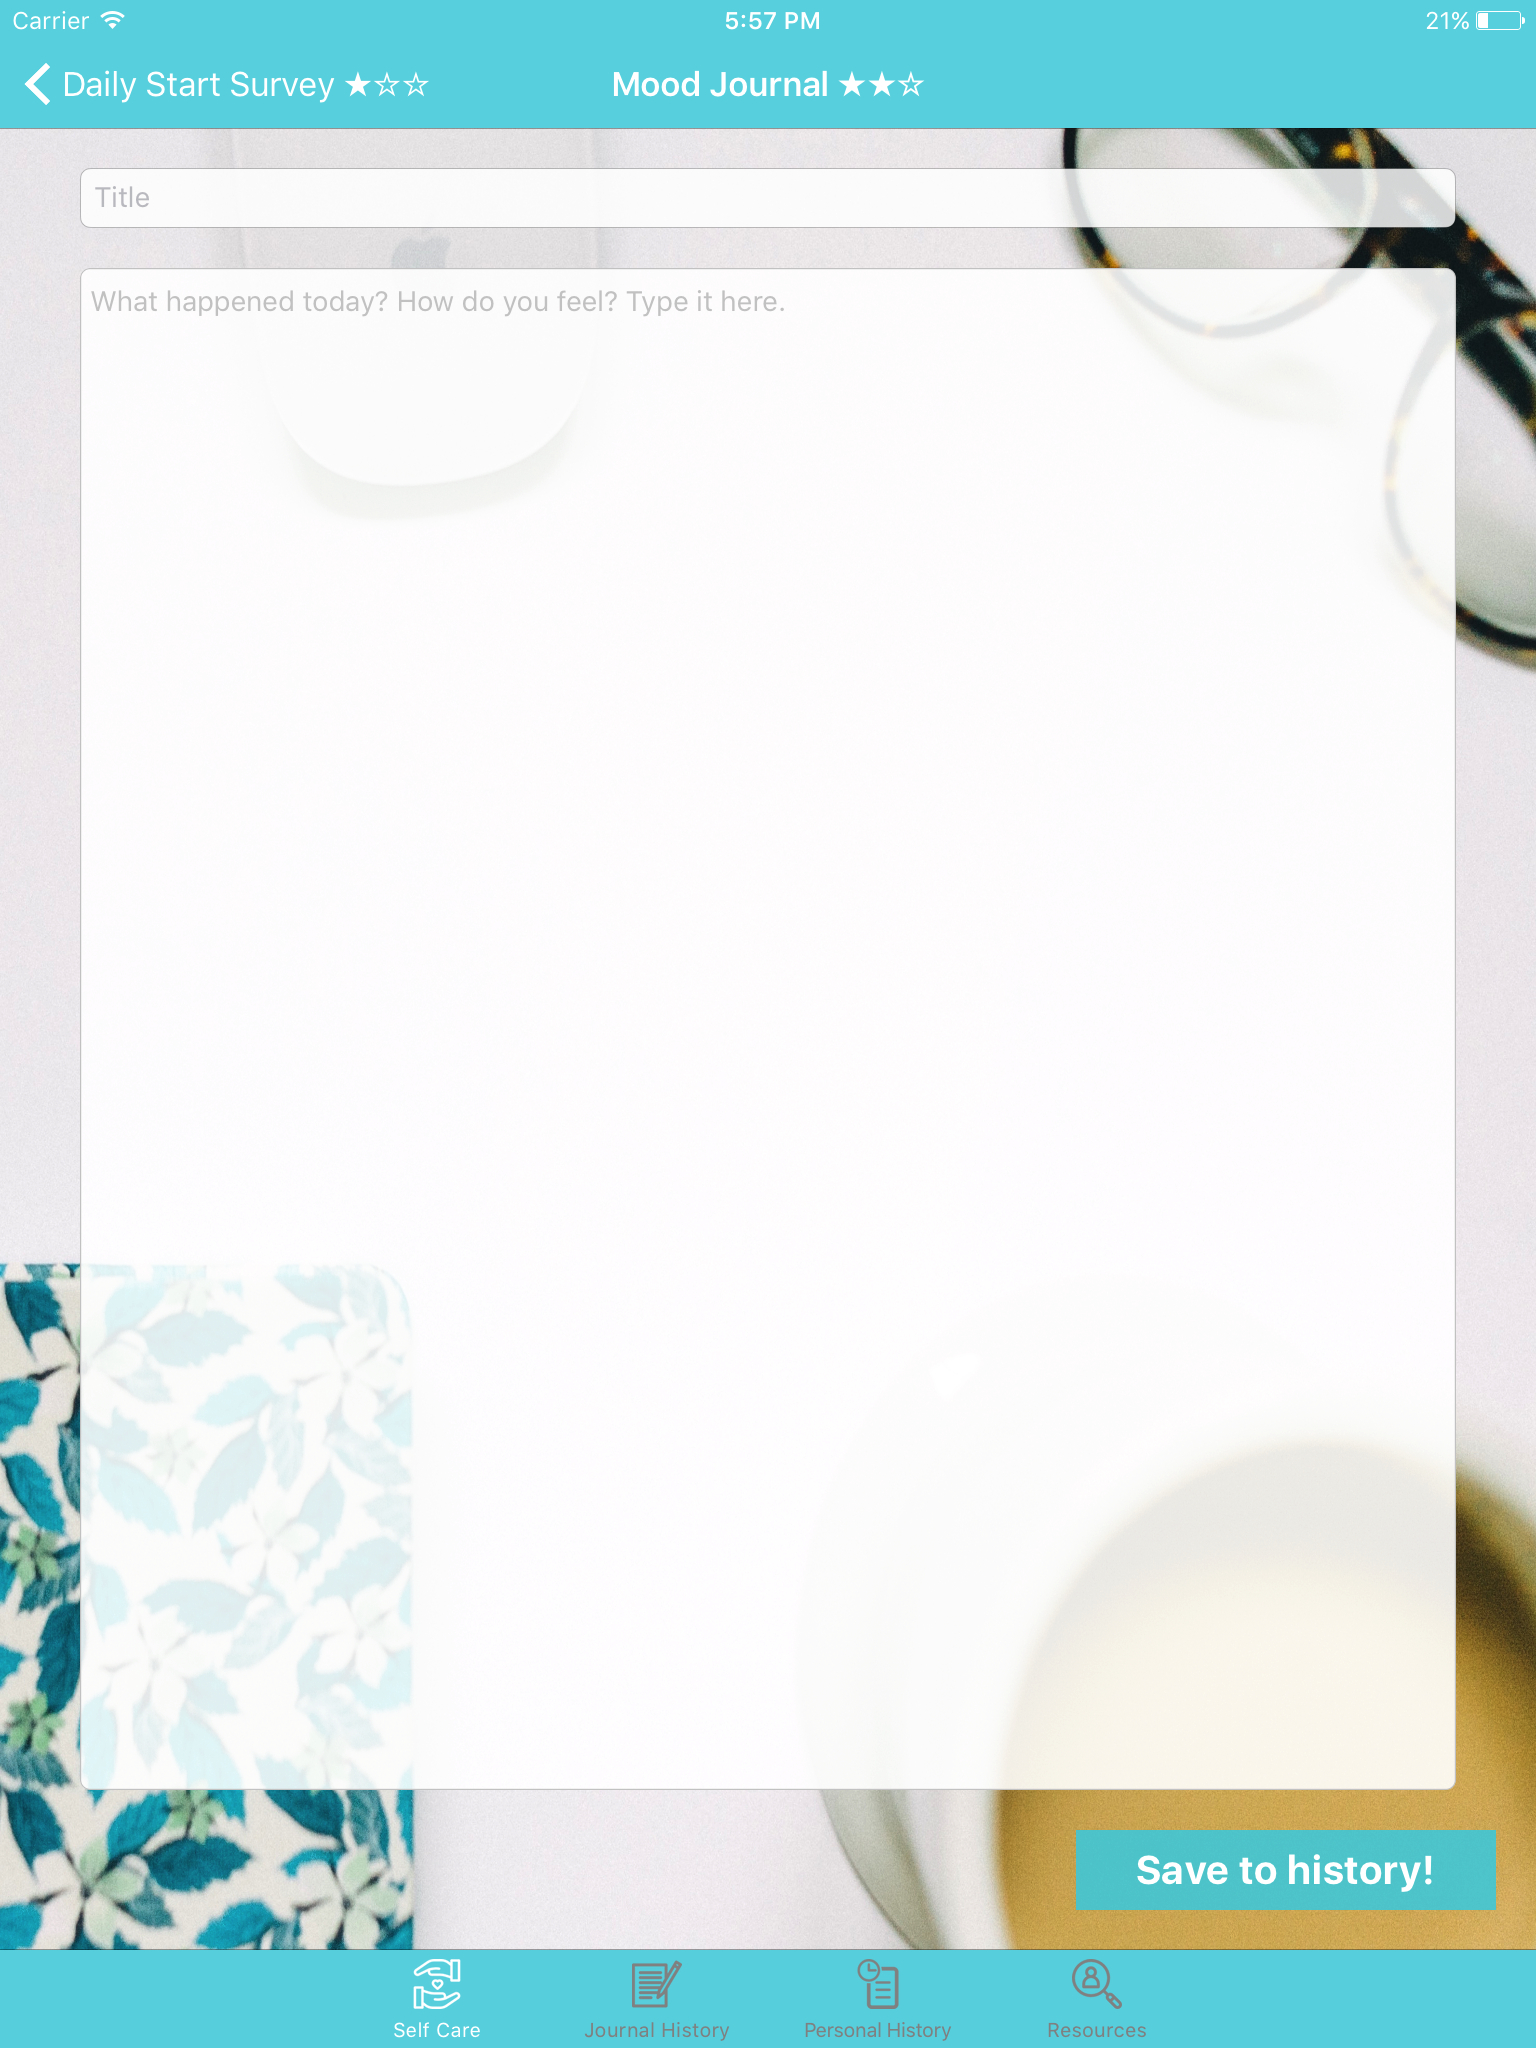 Carrier 5:57 PM 21%
Daily Start Survey ★☆☆ Mood Journal ★★☆
Title
What happened today? How do you feel? Type it here.
Save to history!
Self Care Journal History Personal History Resources